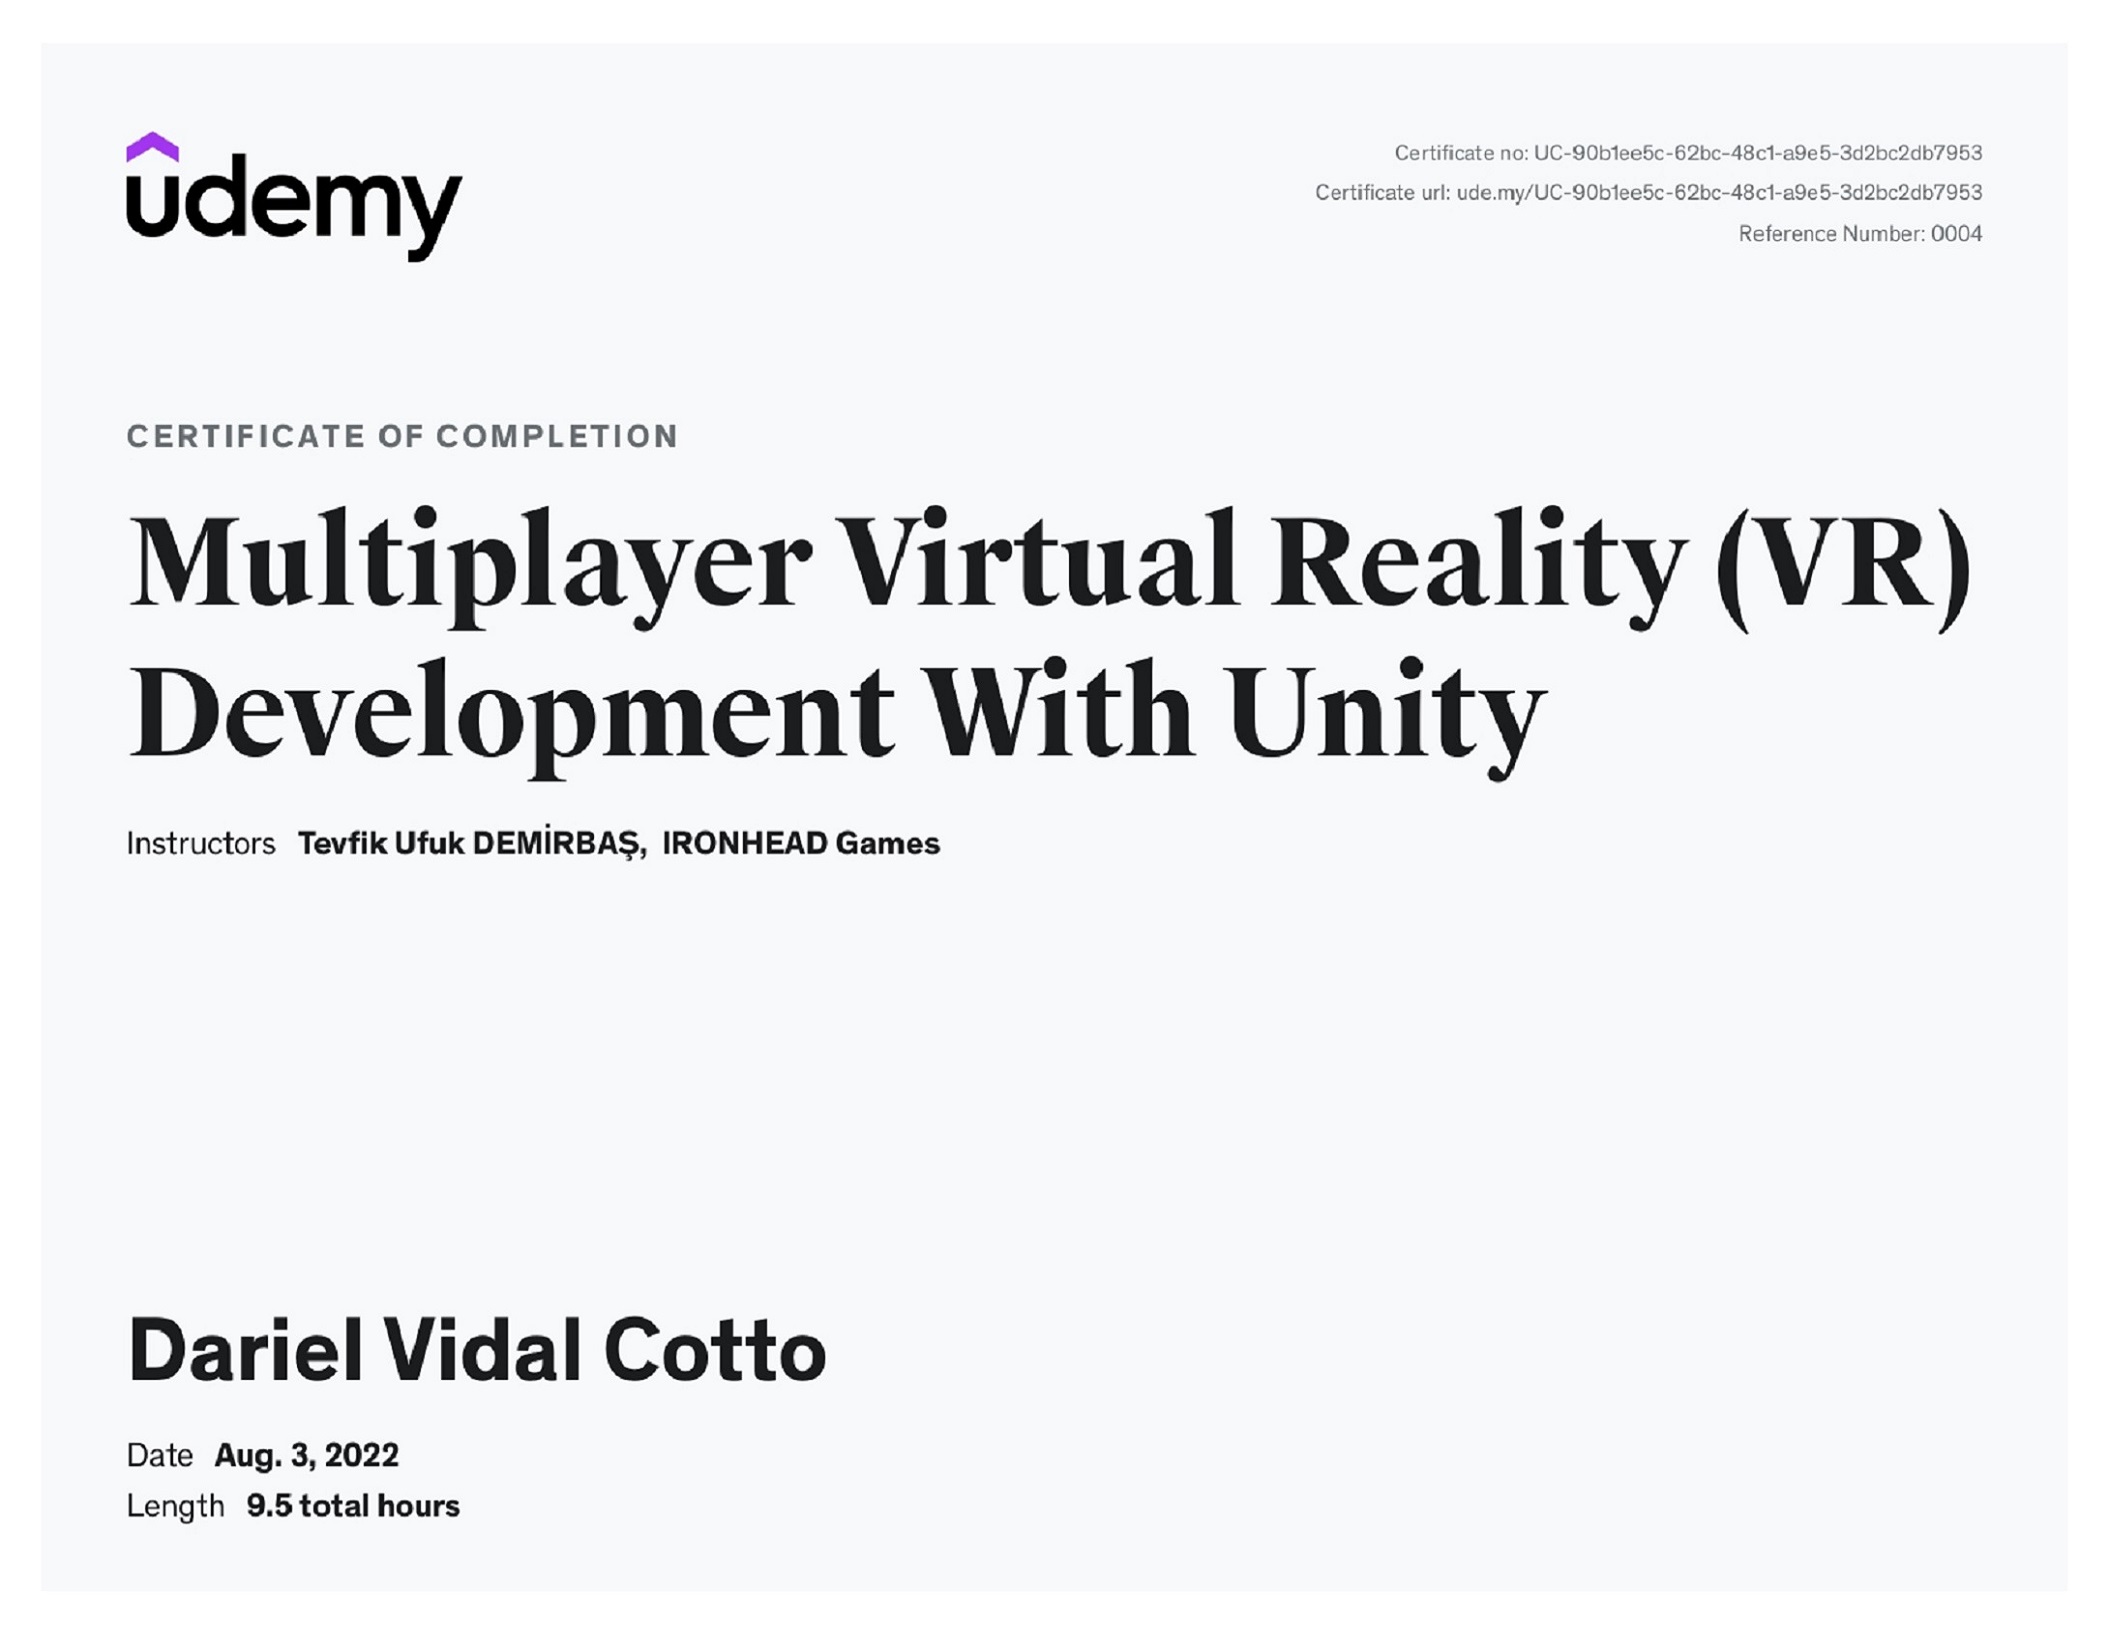 udemy
Certificate no: UC-90b1ee5c-62bc-48c1-a9e5-3d2bc2db7953
Certificate url: ude.my/UC-90b1ee5c-62bc-48c1-a9e5-3d2bc2db7953
Reference Number: 0004
CERTIFICATE OF COMPLETION
Multiplayer Virtual Reality (VR)
Development With Unity
Instructors Tevfik Ufuk DEMİRBAŞ, IRONHEAD Games
Dariel Vidal Cotto
Date Aug. 3, 2022
Length 9.5 total hours